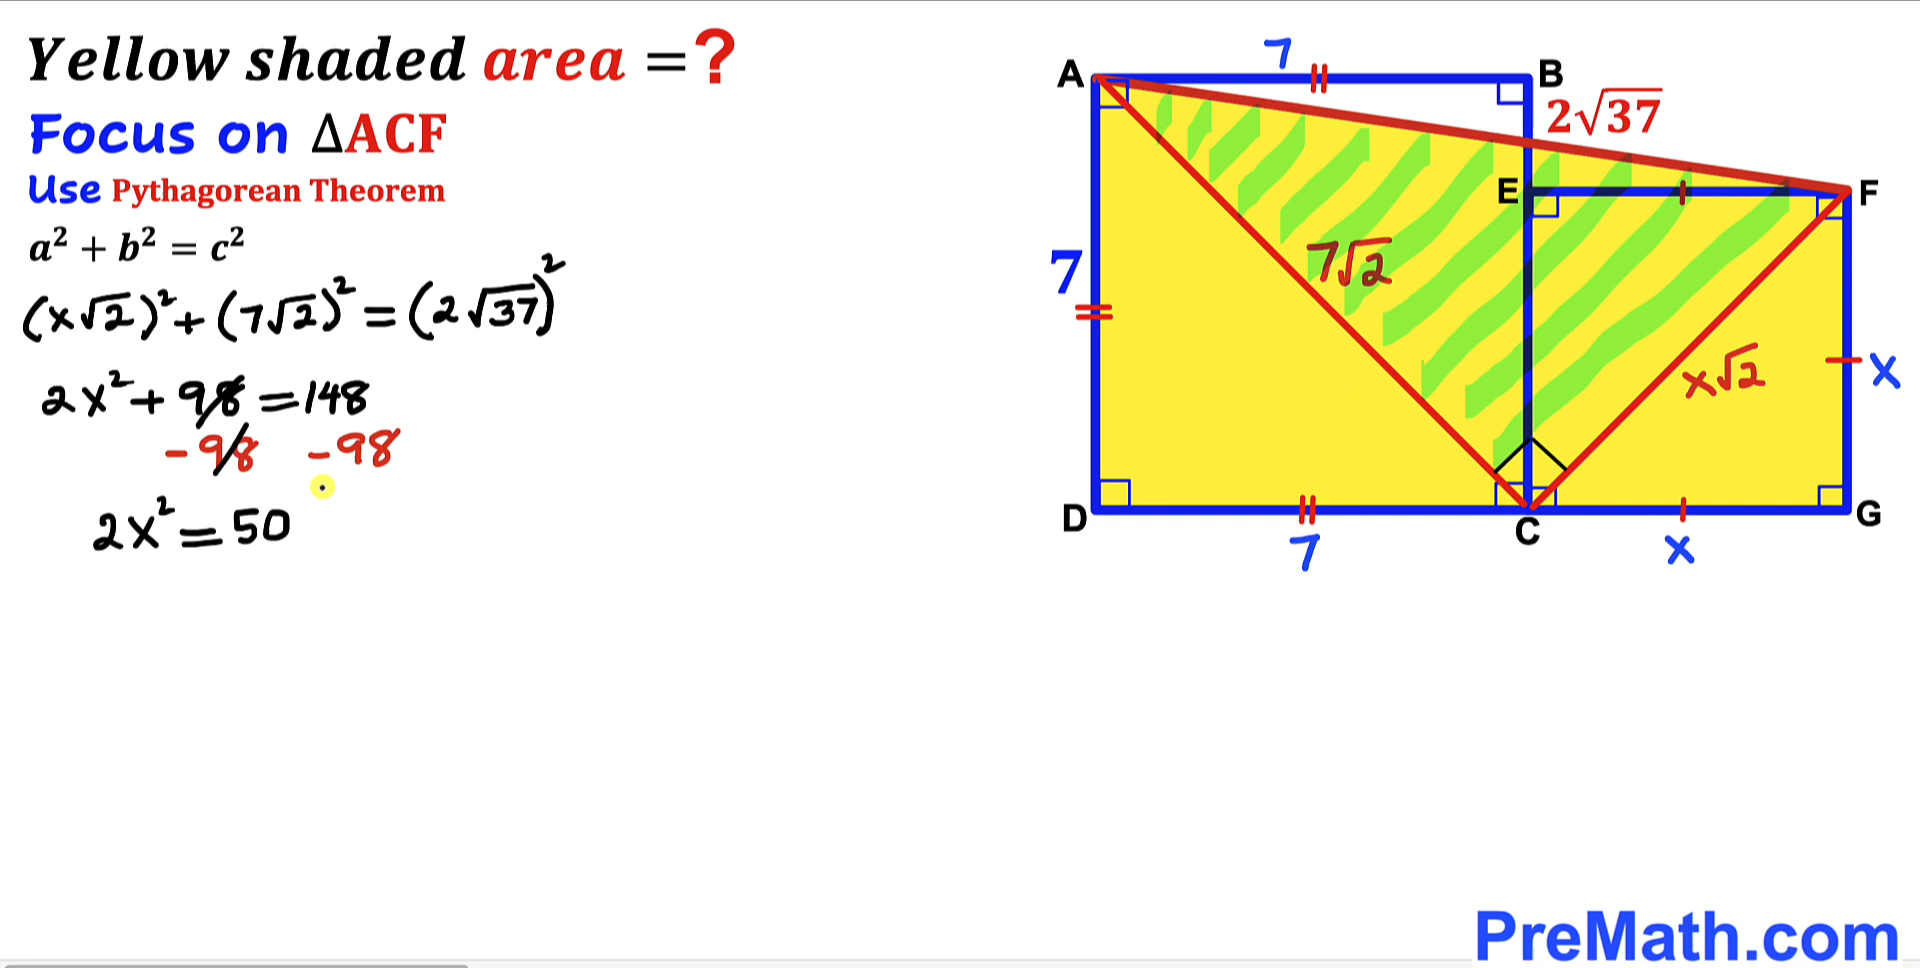 Yellow shaded area = ?
Focus on ΔACF
Use Pythagorean Theorem
a² + b² = c²
(x√2)² + (7√2)² = (2√37)²
2x² + 98 = 148
-98 -98
2x² = 50
7
A
B
2√37
E
F
7√2
7
x√2
x
D
C
G
7
x
PreMath.com